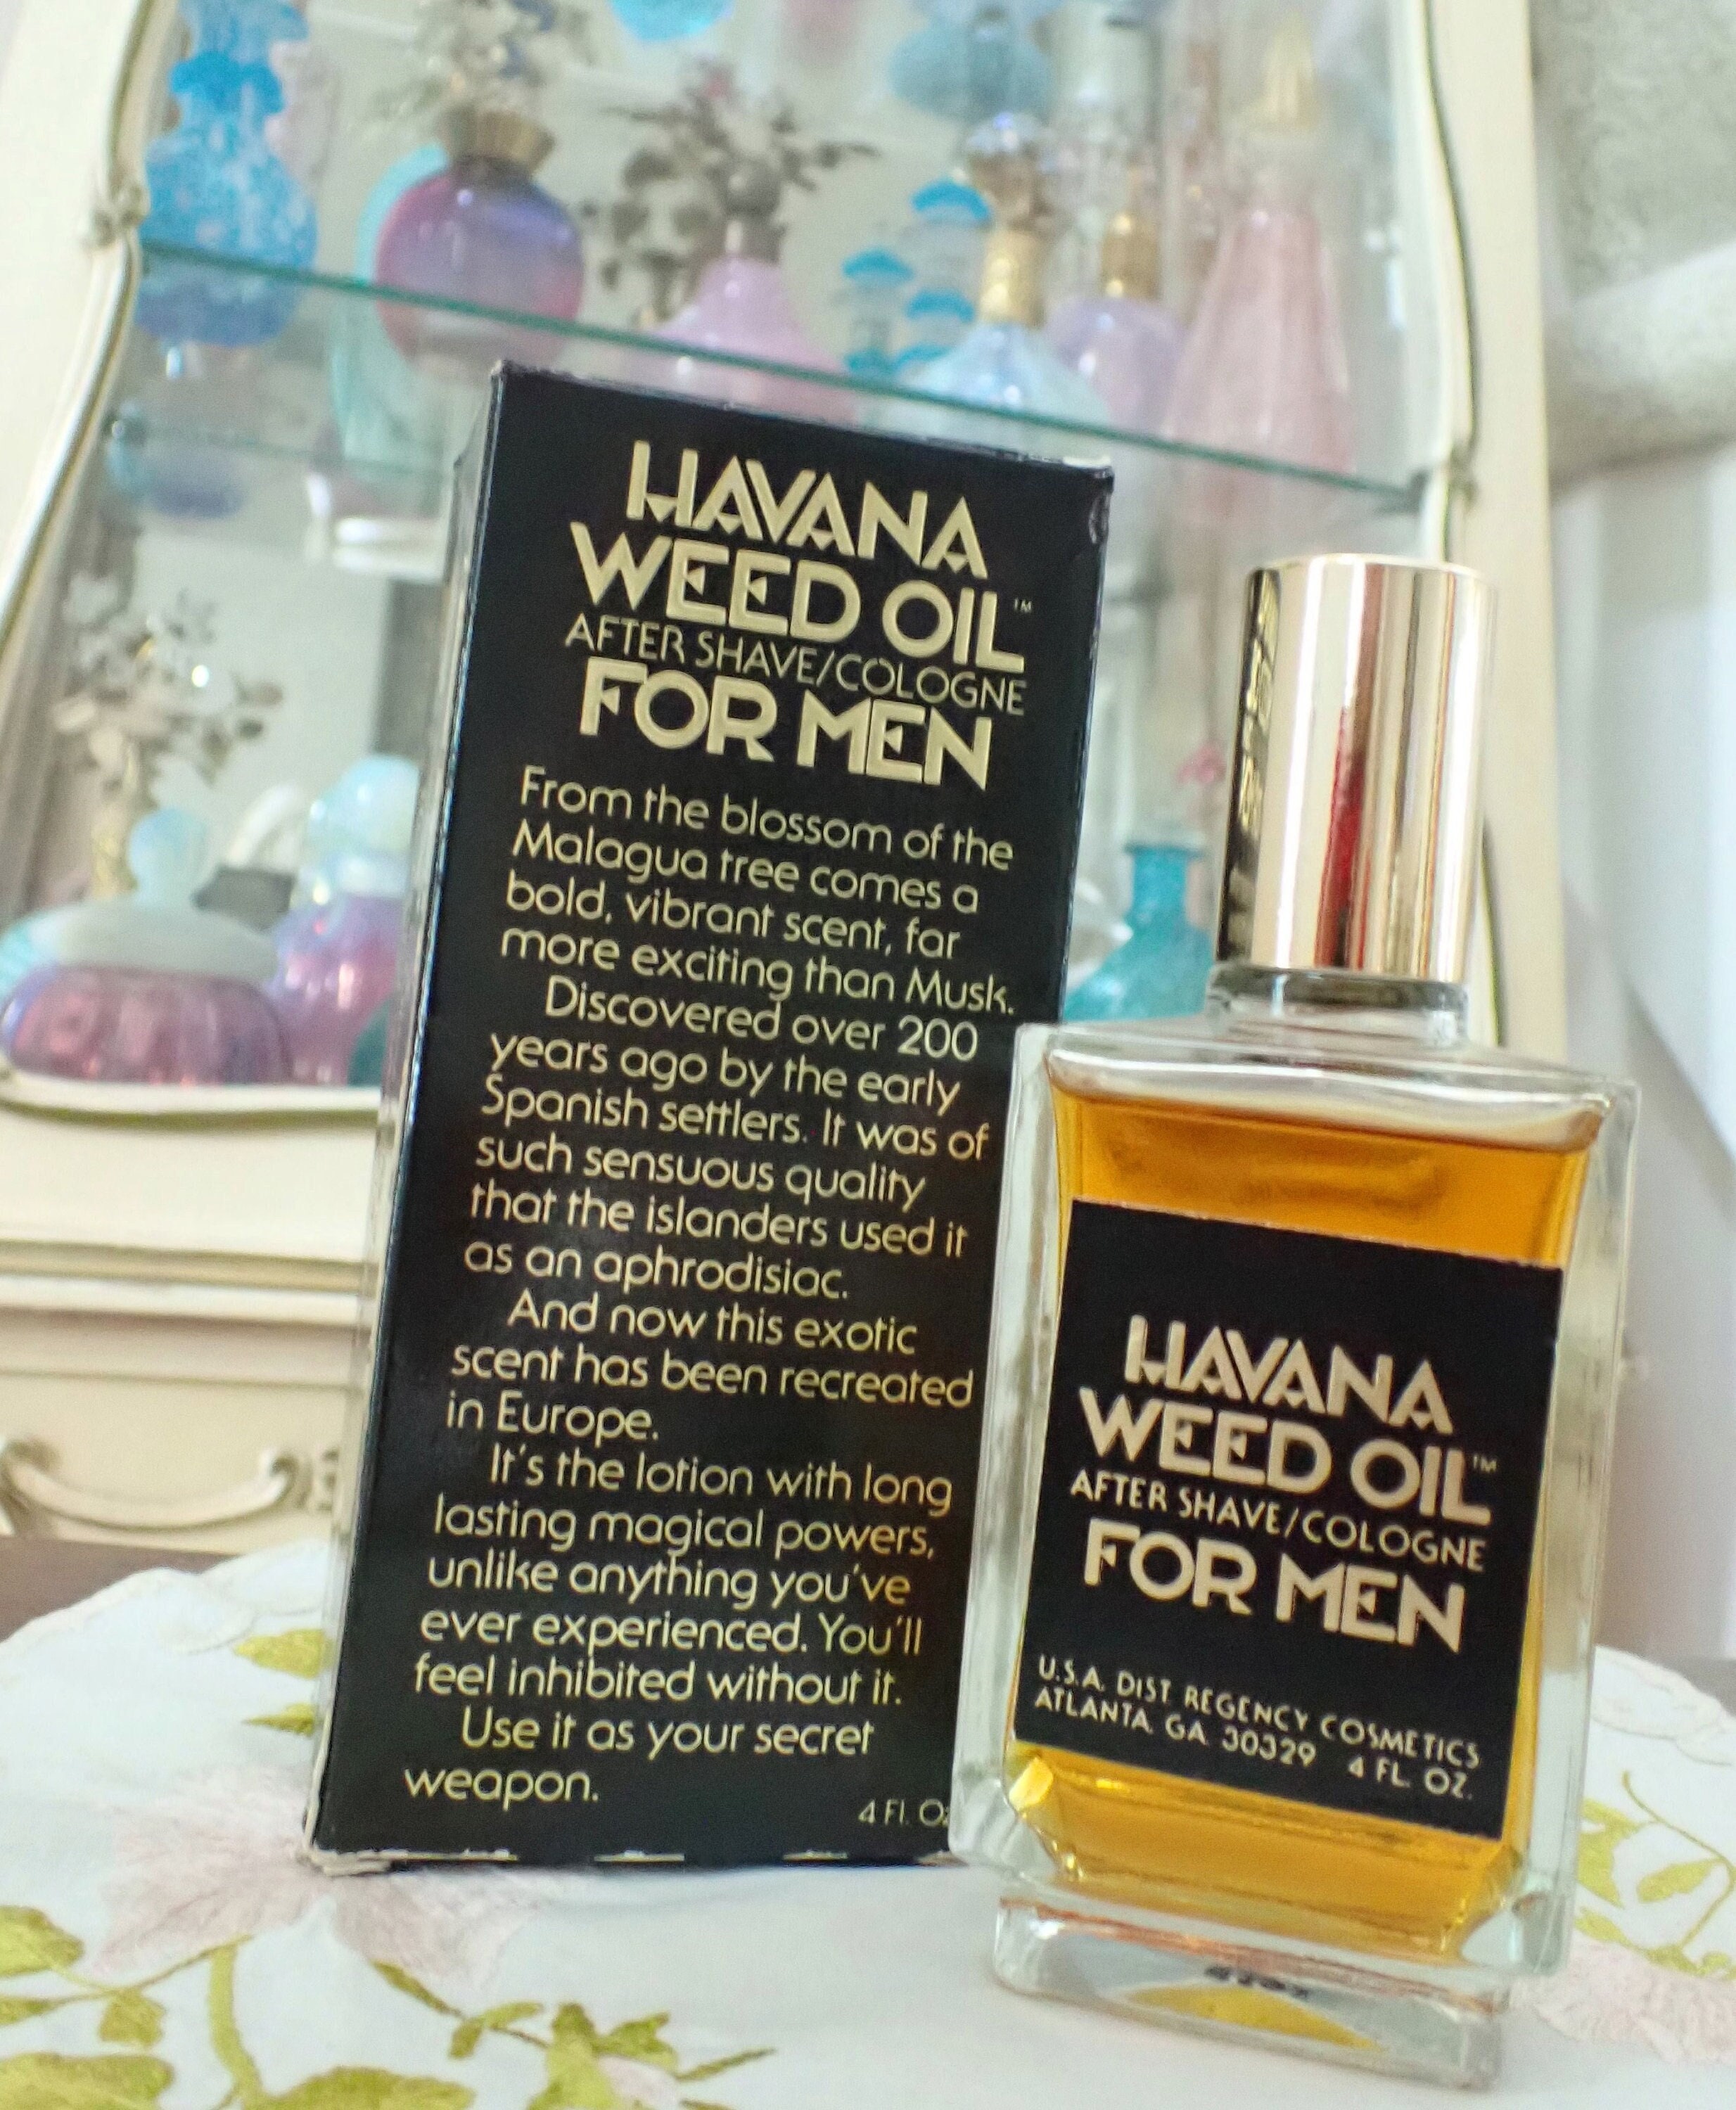 HAVANA
WEED OIL™
AFTER SHAVE/COLOGNE
FOR MEN
From the blossom of the
Malagua tree comes a
bold, vibrant scent, far
more exciting than Musk.
Discovered over 200
years ago by the early
Spanish settlers. It was of
such sensuous quality
that the islanders used it
as an aphrodisiac.
And now this exotic
scent has been recreated
in Europe.
It's the lotion with long
lasting magical powers,
unlike anything you've
ever experienced. You'll
feel inhibited without it.
Use it as your secret
weapon.
4 Fl. Oz
HAVANA
WEED OIL™
AFTER SHAVE/COLOGNE
FOR MEN
U.S.A. DIST. REGENCY COSMETICS
ATLANTA, GA. 30329 4 FL. OZ.